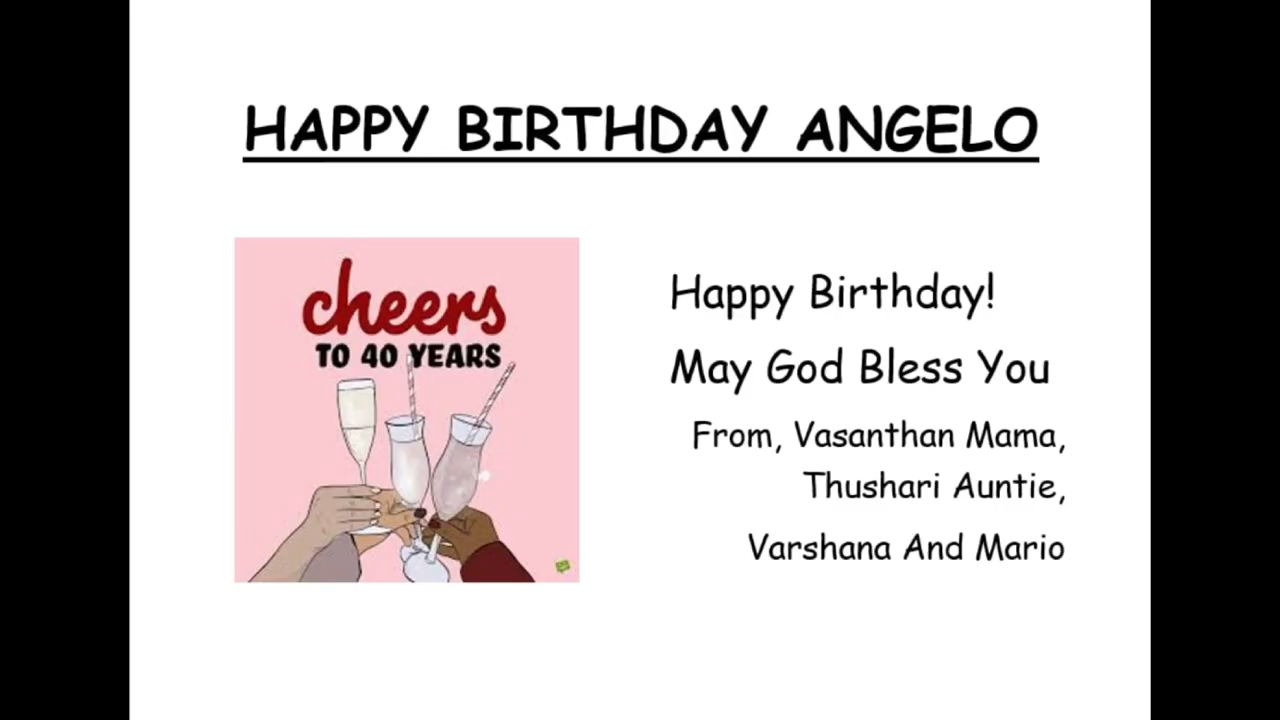 HAPPY BIRTHDAY ANGELO
cheers
TO 40 YEARS
Happy Birthday!
May God Bless You
From, Vasanthan Mama,
Thushari Auntie,
Varshana And Mario